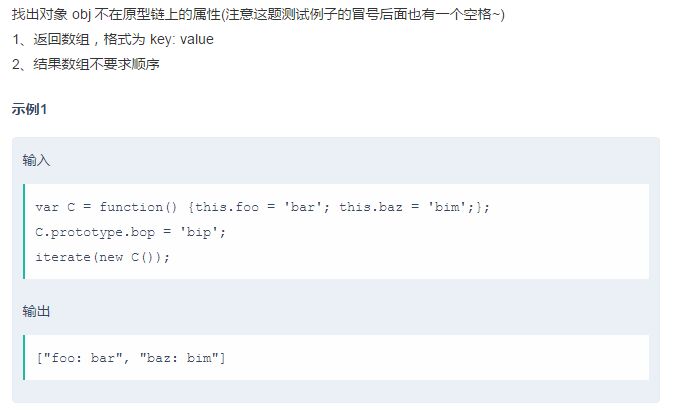 找出对象 obj 不在原型链上的属性(注意这题测试例子的冒号后面也有一个空格~)
1、返回数组，格式为 key: value
2、结果数组不要求顺序
示例1
输入
var C = function() {this.foo = 'bar'; this.baz = 'bim';};
C.prototype.bop = 'bip';
iterate(new C());
输出
["foo: bar", "baz: bim"]